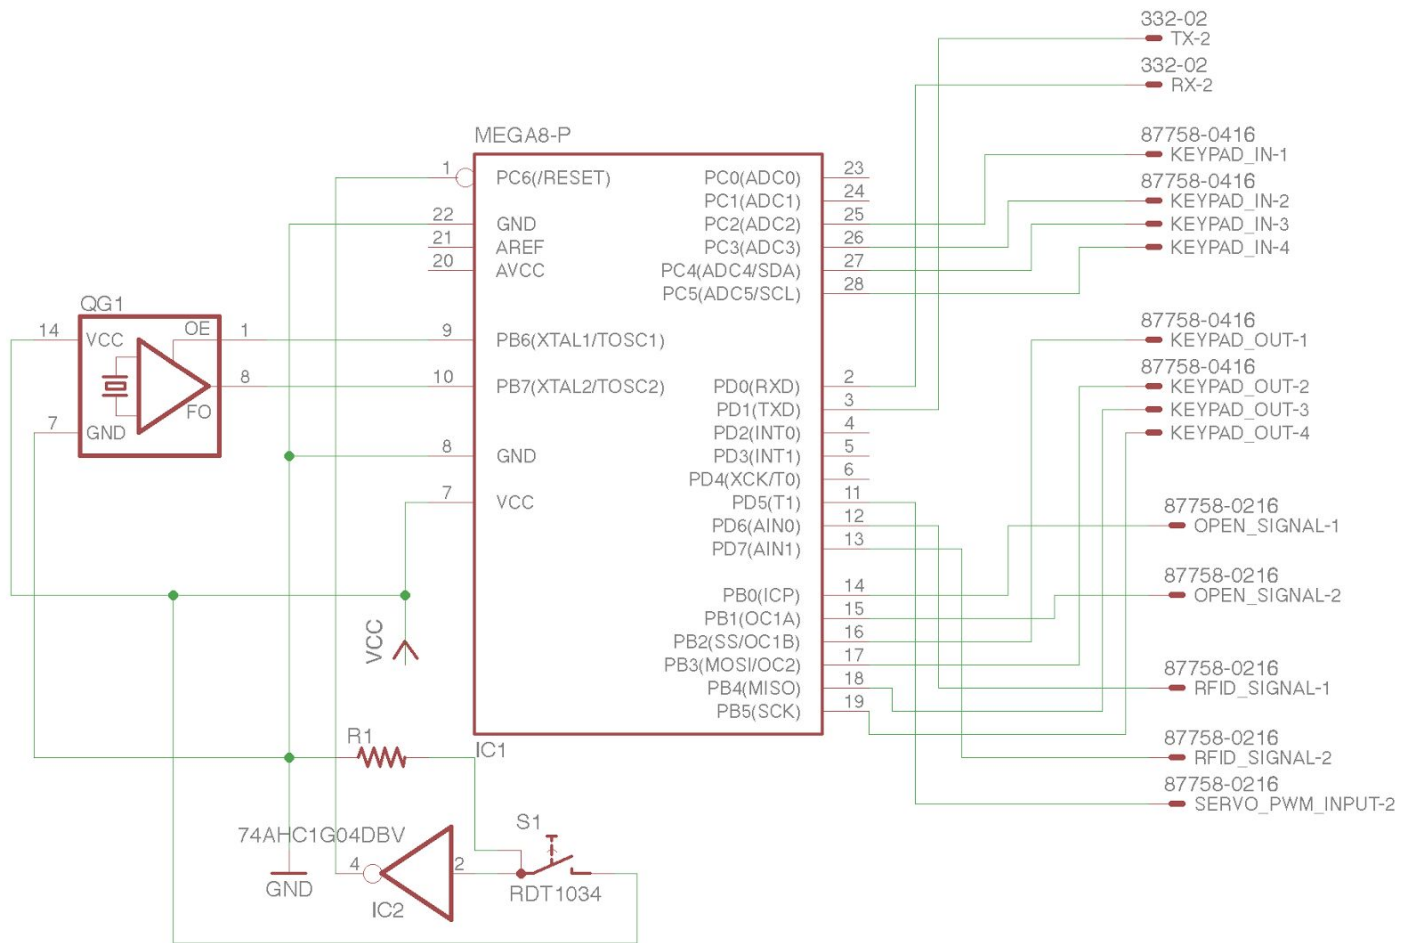 332-02
TX-2
332-02
RX-2
MEGA8-P
87758-0416
KEYPAD_IN-1
1 PC6(/RESET) PC0(ADC0) 23
87758-0416
PC1(ADC1) 24
KEYPAD_IN-2
22 GND PC2(ADC2) 25
KEYPAD_IN-3
21 AREF PC3(ADC3) 26
KEYPAD_IN-4
20 AVCC PC4(ADC4/SDA) 27
PC5(ADC5/SCL) 28
QG1
87758-0416
14 VCC OE 1 9 PB6(XTAL1/TOSC1)
KEYPAD_OUT-1
87758-0416
8 10 PB7(XTAL2/TOSC2) PD0(RXD) 2
KEYPAD_OUT-2
FO
PD1(TXD) 3
KEYPAD_OUT-3
7 GND
PD2(INT0) 4
KEYPAD_OUT-4
8 GND PD3(INT1) 5
PD4(XCK/T0) 6
7 VCC PD5(T1) 11
87758-0216
PD6(AIN0) 12
OPEN_SIGNAL-1
PD7(AIN1) 13
87758-0216
PB0(ICP) 14
OPEN_SIGNAL-2
PB1(OC1A) 15
VCC
PB2(SS/OC1B) 16
PB3(MOSI/OC2) 17
87758-0216
PB4(MISO) 18
RFID_SIGNAL-1
PB5(SCK) 19
R1
IC1
87758-0216
RFID_SIGNAL-2
87758-0216
SERVO_PWM_INPUT-2
74AHC1G04DBV
S1
4 2
GND
RDT1034
IC2